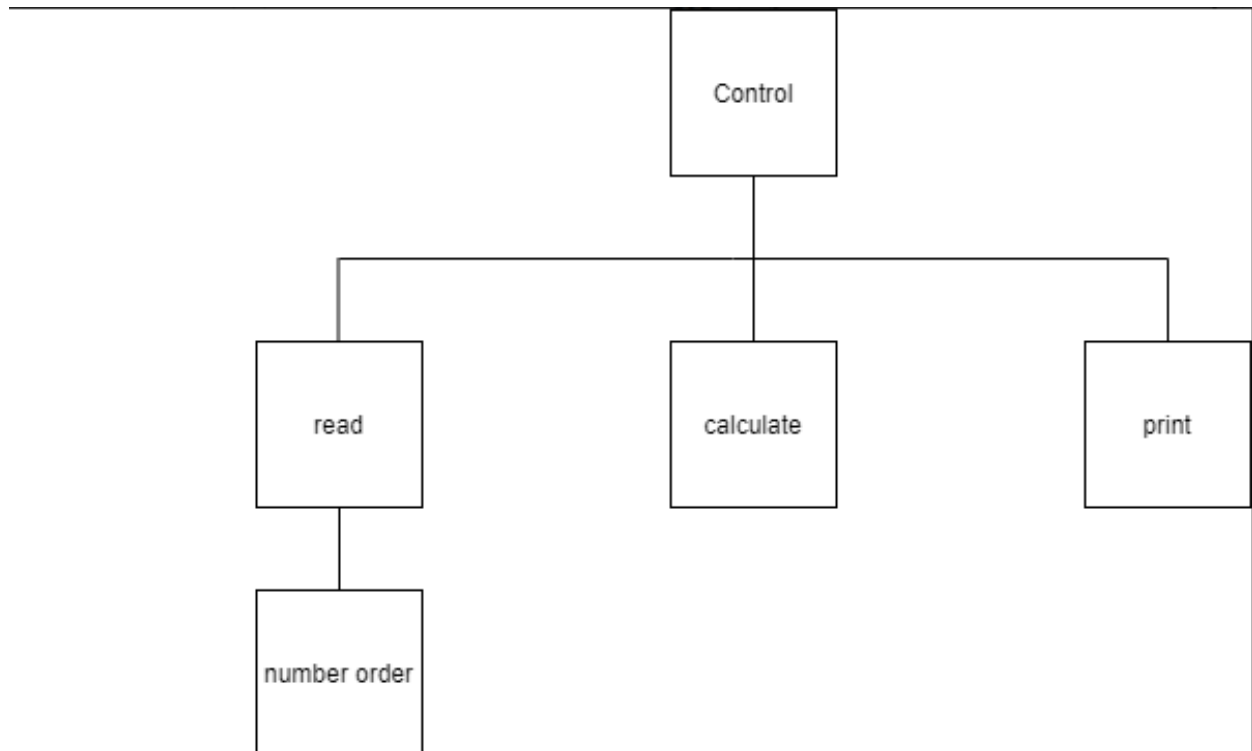 Control
read
calculate
print
number order